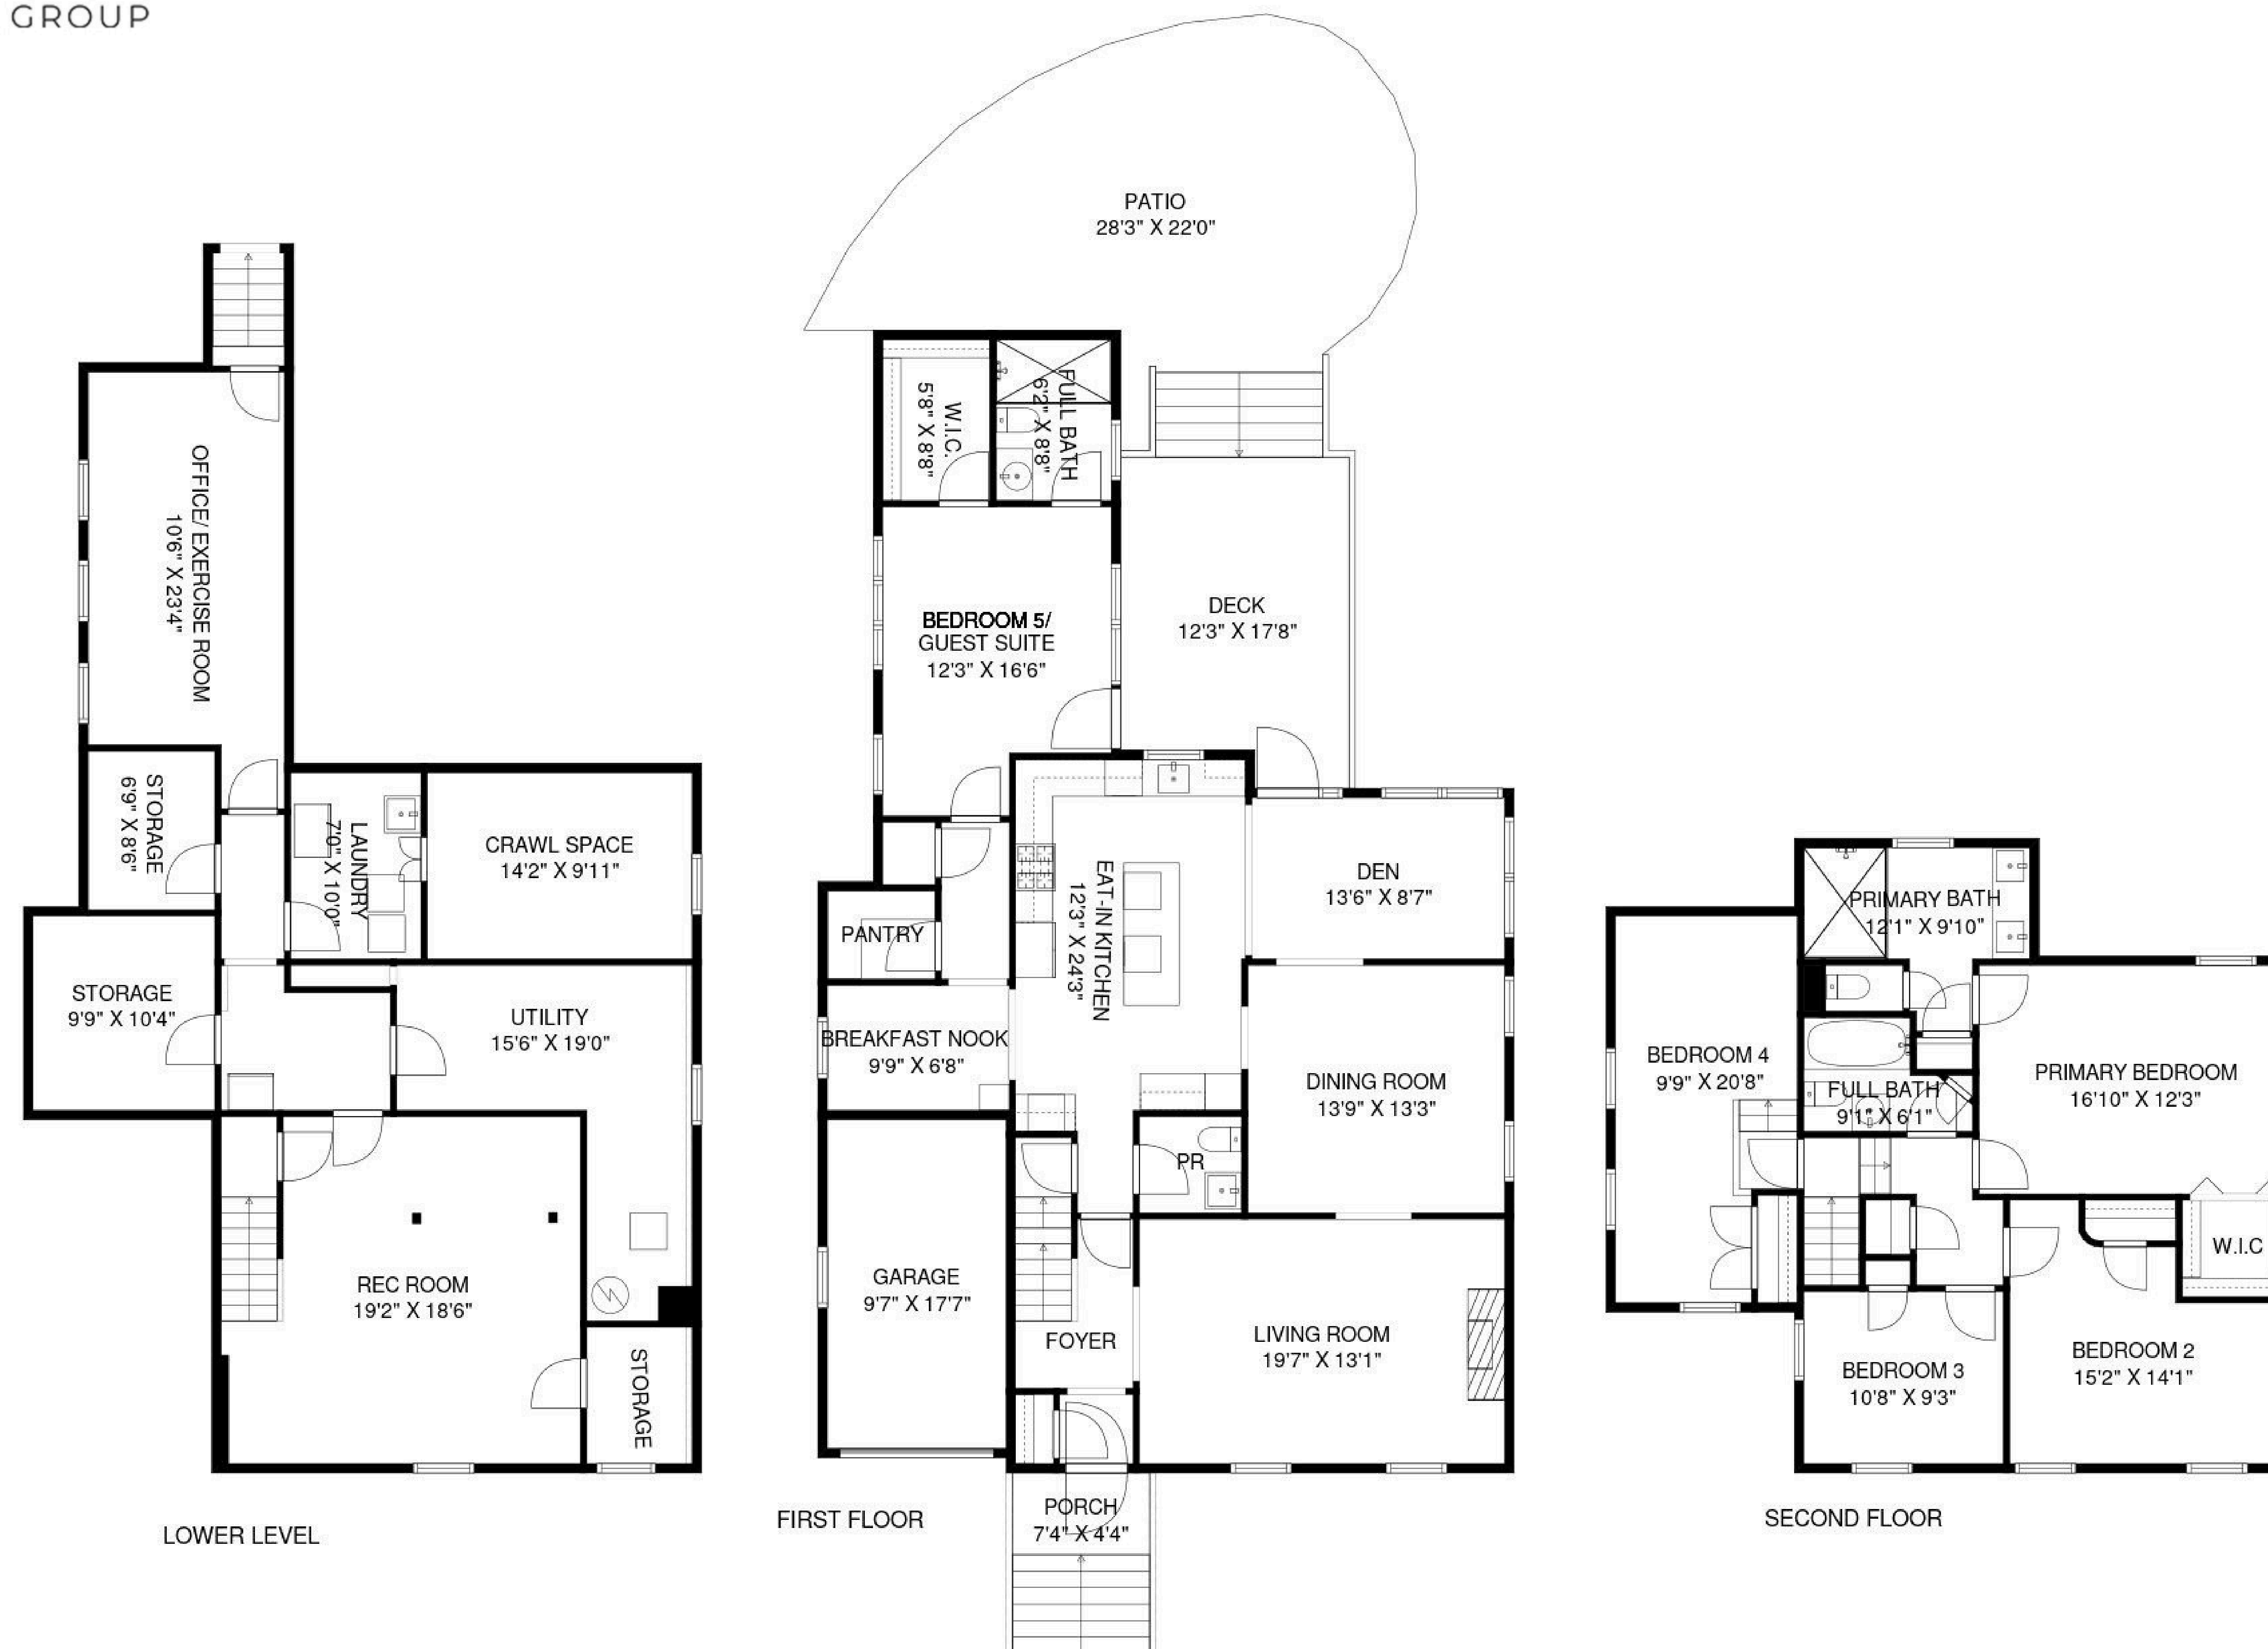 GROUP
OFFICE/ EXERCISE ROOM
10'6" X 23'4"
STORAGE
6'9" X 8'6"
LAUNDRY
7'0" X 10'0"
CRAWL SPACE
14'2" X 9'11"
STORAGE
9'9" X 10'4"
UTILITY
15'6" X 19'0"
REC ROOM
19'2" X 18'6"
STORAGE
LOWER LEVEL
PATIO
28'3" X 22'0"
W.I.C.
5'8" X 8'8"
FULL BATH
6'2" X 8'8"
BEDROOM 5/
GUEST SUITE
12'3" X 16'6"
DECK
12'3" X 17'8"
EAT-IN KITCHEN
12'3" X 24'3"
DEN
13'6" X 8'7"
PANTRY
BREAKFAST NOOK
9'9" X 6'8"
DINING ROOM
13'9" X 13'3"
PR
GARAGE
9'7" X 17'7"
FOYER
LIVING ROOM
19'7" X 13'1"
PORCH
7'4" X 4'4"
FIRST FLOOR
PRIMARY BATH
12'1" X 9'10"
BEDROOM 4
9'9" X 20'8"
FULL BATH
9'1" X 6'1"
PRIMARY BEDROOM
16'10" X 12'3"
W.I.C
BEDROOM 3
10'8" X 9'3"
BEDROOM 2
15'2" X 14'1"
SECOND FLOOR